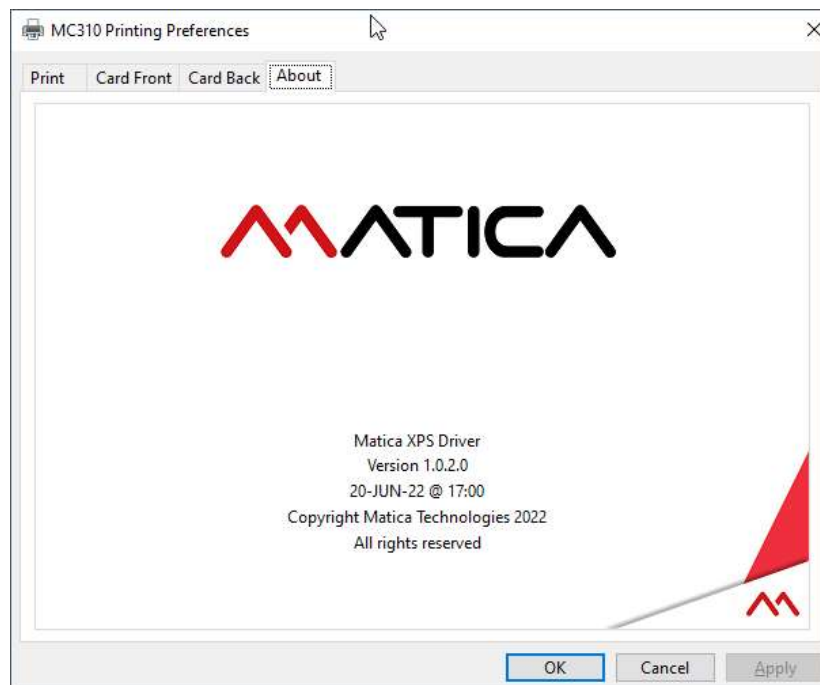 MC310 Printing Preferences
Print Card Front Card Back About
MATICA
Matica XPS Driver
Version 1.0.2.0
20-JUN-22 @ 17:00
Copyright Matica Technologies 2022
All rights reserved
OK Cancel Apply